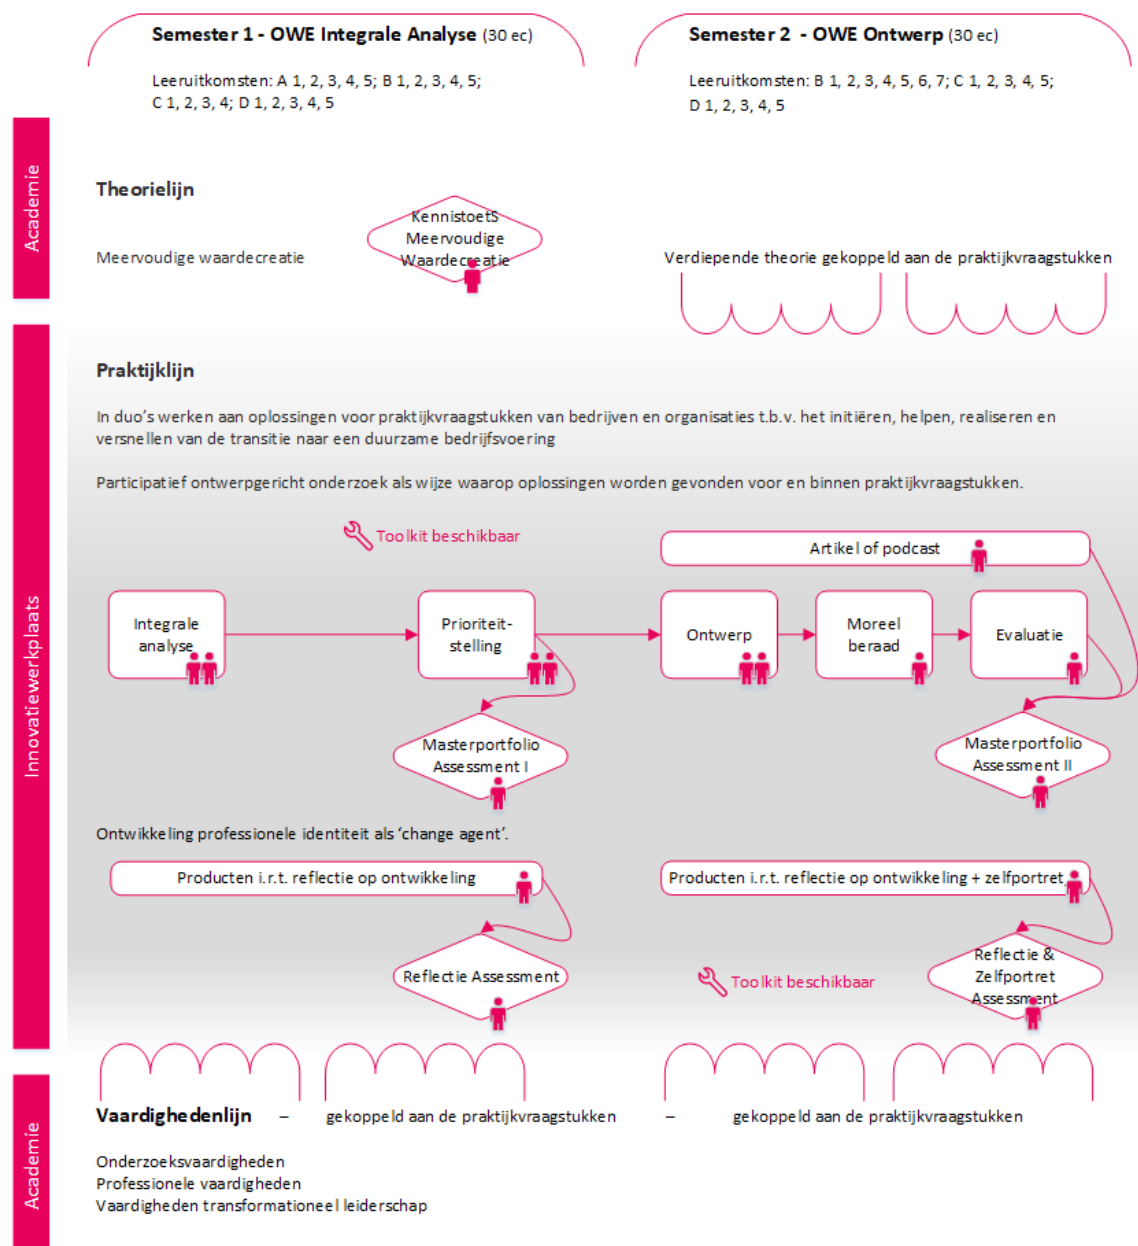 Semester 1 - OWE Integrale Analyse (30 ec)
Leeruitkomsten: A 1, 2, 3, 4, 5; B 1, 2, 3, 4, 5;
C 1, 2, 3, 4; D 1, 2, 3, 4, 5
Semester 2 - OWE Ontwerp (30 ec)
Leeruitkomsten: B 1, 2, 3, 4, 5, 6, 7; C 1, 2, 3, 4, 5;
D 1, 2, 3, 4, 5
Academie
Theorielijn
Meervoudige waardecreatie
KennistoetS
Meervoudige
Waardecreatie
Verdiepende theorie gekoppeld aan de praktijkvraagstukken
Innovatiewerkplaats
Praktijklijn
In duo's werken aan oplossingen voor praktijkvraagstukken van bedrijven en organisaties t.b.v. het initiëren, helpen, realiseren en
versnellen van de transitie naar een duurzame bedrijfsvoering
Participatief ontwerpgericht onderzoek als wijze waarop oplossingen worden gevonden voor en binnen praktijkvraagstukken.
Toolkit beschikbaar
Artikel of podcast
Integrale
analyse
Prioriteit-
stelling
Ontwerp
Moreel
beraad
Evaluatie
Masterportfolio
Assessment I
Masterportfolio
Assessment II
Ontwikkeling professionele identiteit als 'change agent'.
Producten i.r.t. reflectie op ontwikkeling
Producten i.r.t. reflectie op ontwikkeling + zelfportret.
Reflectie Assessment
Toolkit beschikbaar
Reflectie &
Zelfportret
Assessment
Academie
Vaardighedenlijn – gekoppeld aan de praktijkvraagstukken – gekoppeld aan de praktijkvraagstukken
Onderzoeksvaardigheden
Professionele vaardigheden
Vaardigheden transformationeel leiderschap